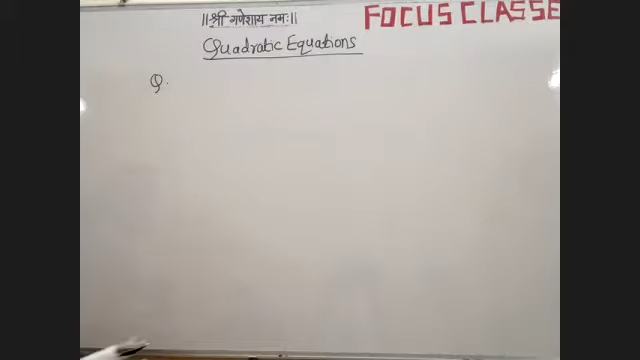 ||श्री गणेशाय नमः||
FOCUS CLASSE
Quadratic Equations
Q.